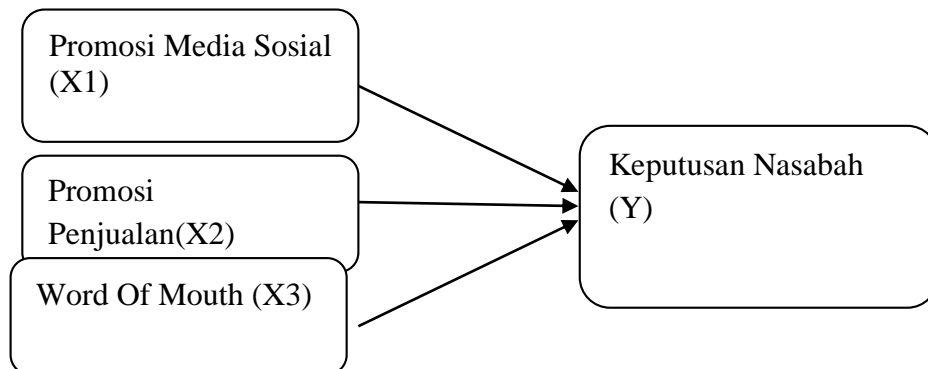 Promosi Media Sosial
(X1)
Promosi
Penjualan(X2)
Word Of Mouth (X3)
Keputusan Nasabah
(Y)